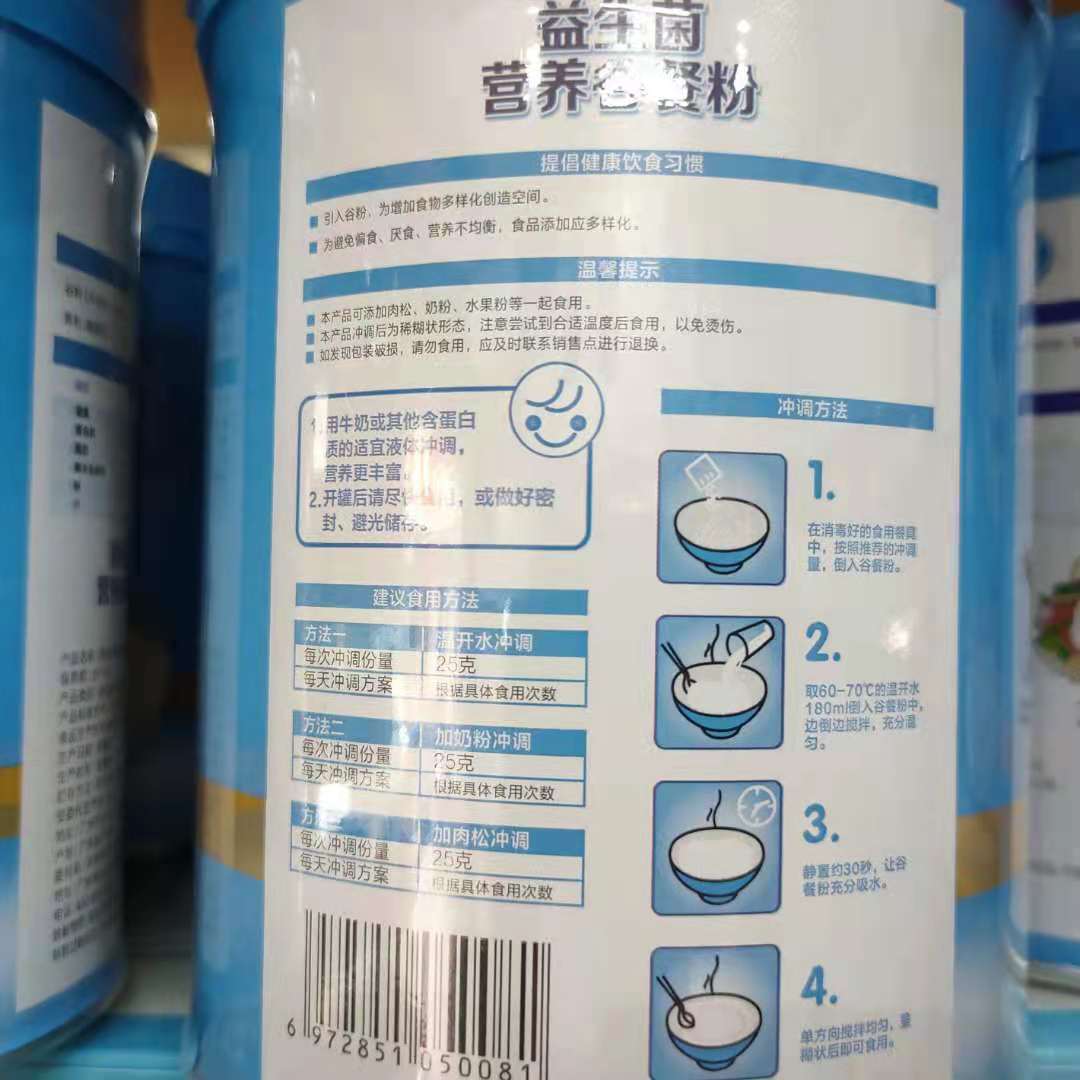 益生菌
营养谷餐粉
提倡健康饮食习惯
引入谷粉，为增加食物多样化创造空间。
为避免偏食、厌食、营养不均衡，食品添加应多样化。
温馨提示
本产品可添加肉松、奶粉、水果粉等一起食用。
本产品冲调后为稀糊状形态，注意尝试到合适温度后食用，以免烫伤。
如发现包装破损，请勿食用，应及时联系销售点进行退换。
1.用牛奶或其他含蛋白
质的适宜液体冲调，
营养更丰富。
2.开罐后请尽快食用，或做好密
封、避光储存。
建议食用方法
方法一 温开水冲调
每次冲调份量 25克
每天冲调方案 根据具体食用次数
方法二 加奶粉冲调
每次冲调份量 25克
每天冲调方案 根据具体食用次数
方法三 加肉松冲调
每次冲调份量 25克
每天冲调方案 根据具体食用次数
6 972851 050081
冲调方法
1.
在消毒好的食用餐具
中，按照推荐的冲调
量，倒入谷餐粉。
2.
取60-70℃的温开水
180ml倒入谷餐粉中，
边倒边搅拌，充分混
匀。
3.
静置约30秒，让谷
餐粉充分吸水。
4.
单方向搅拌均匀，呈
糊状后即可食用。